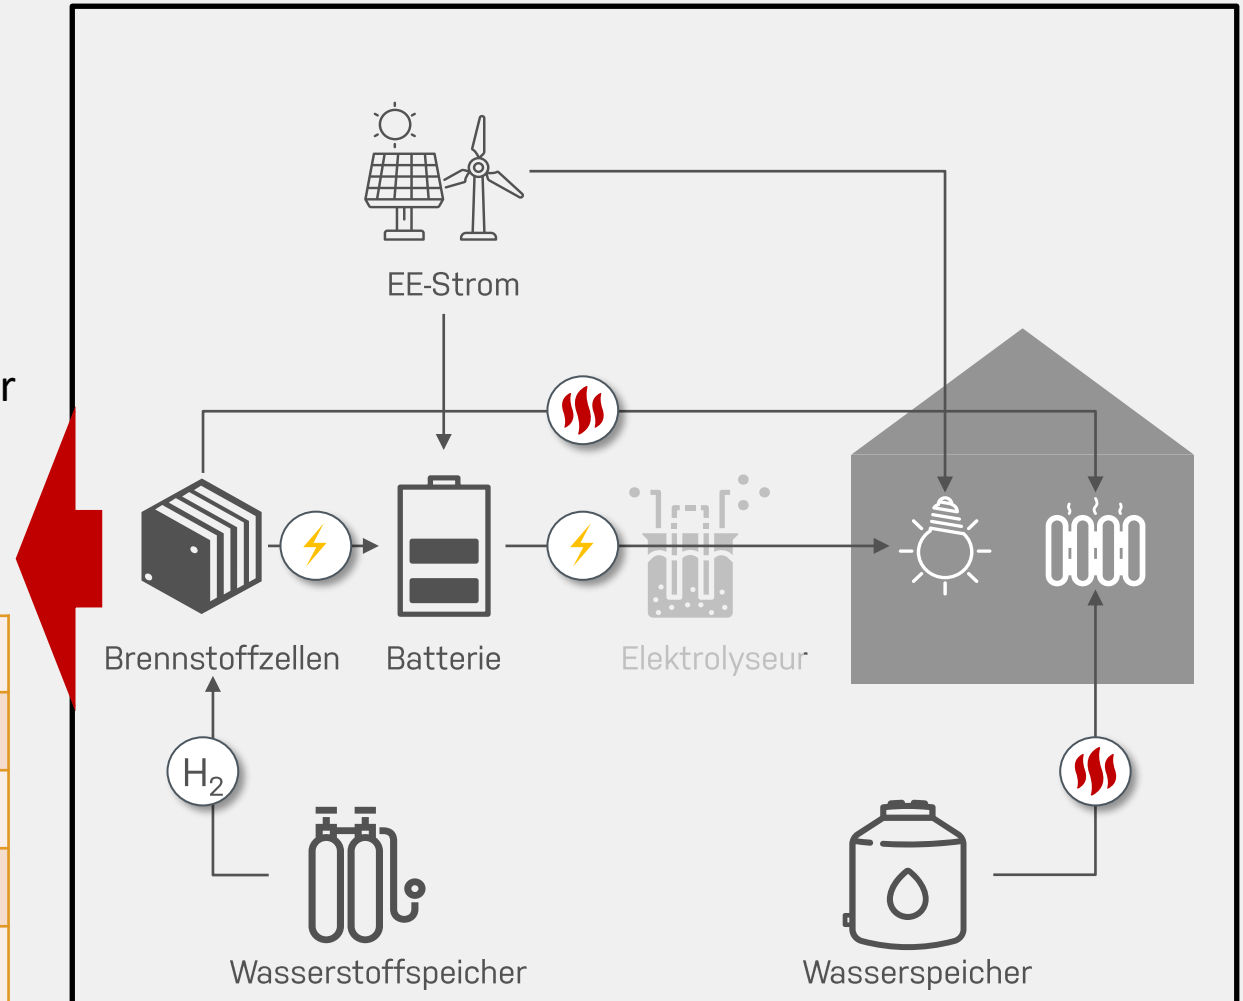 EE-Strom
r
Brennstoffzellen
Batterie
Elektrolyseur
H₂
Wasserstoffspeicher
Wasserspeicher